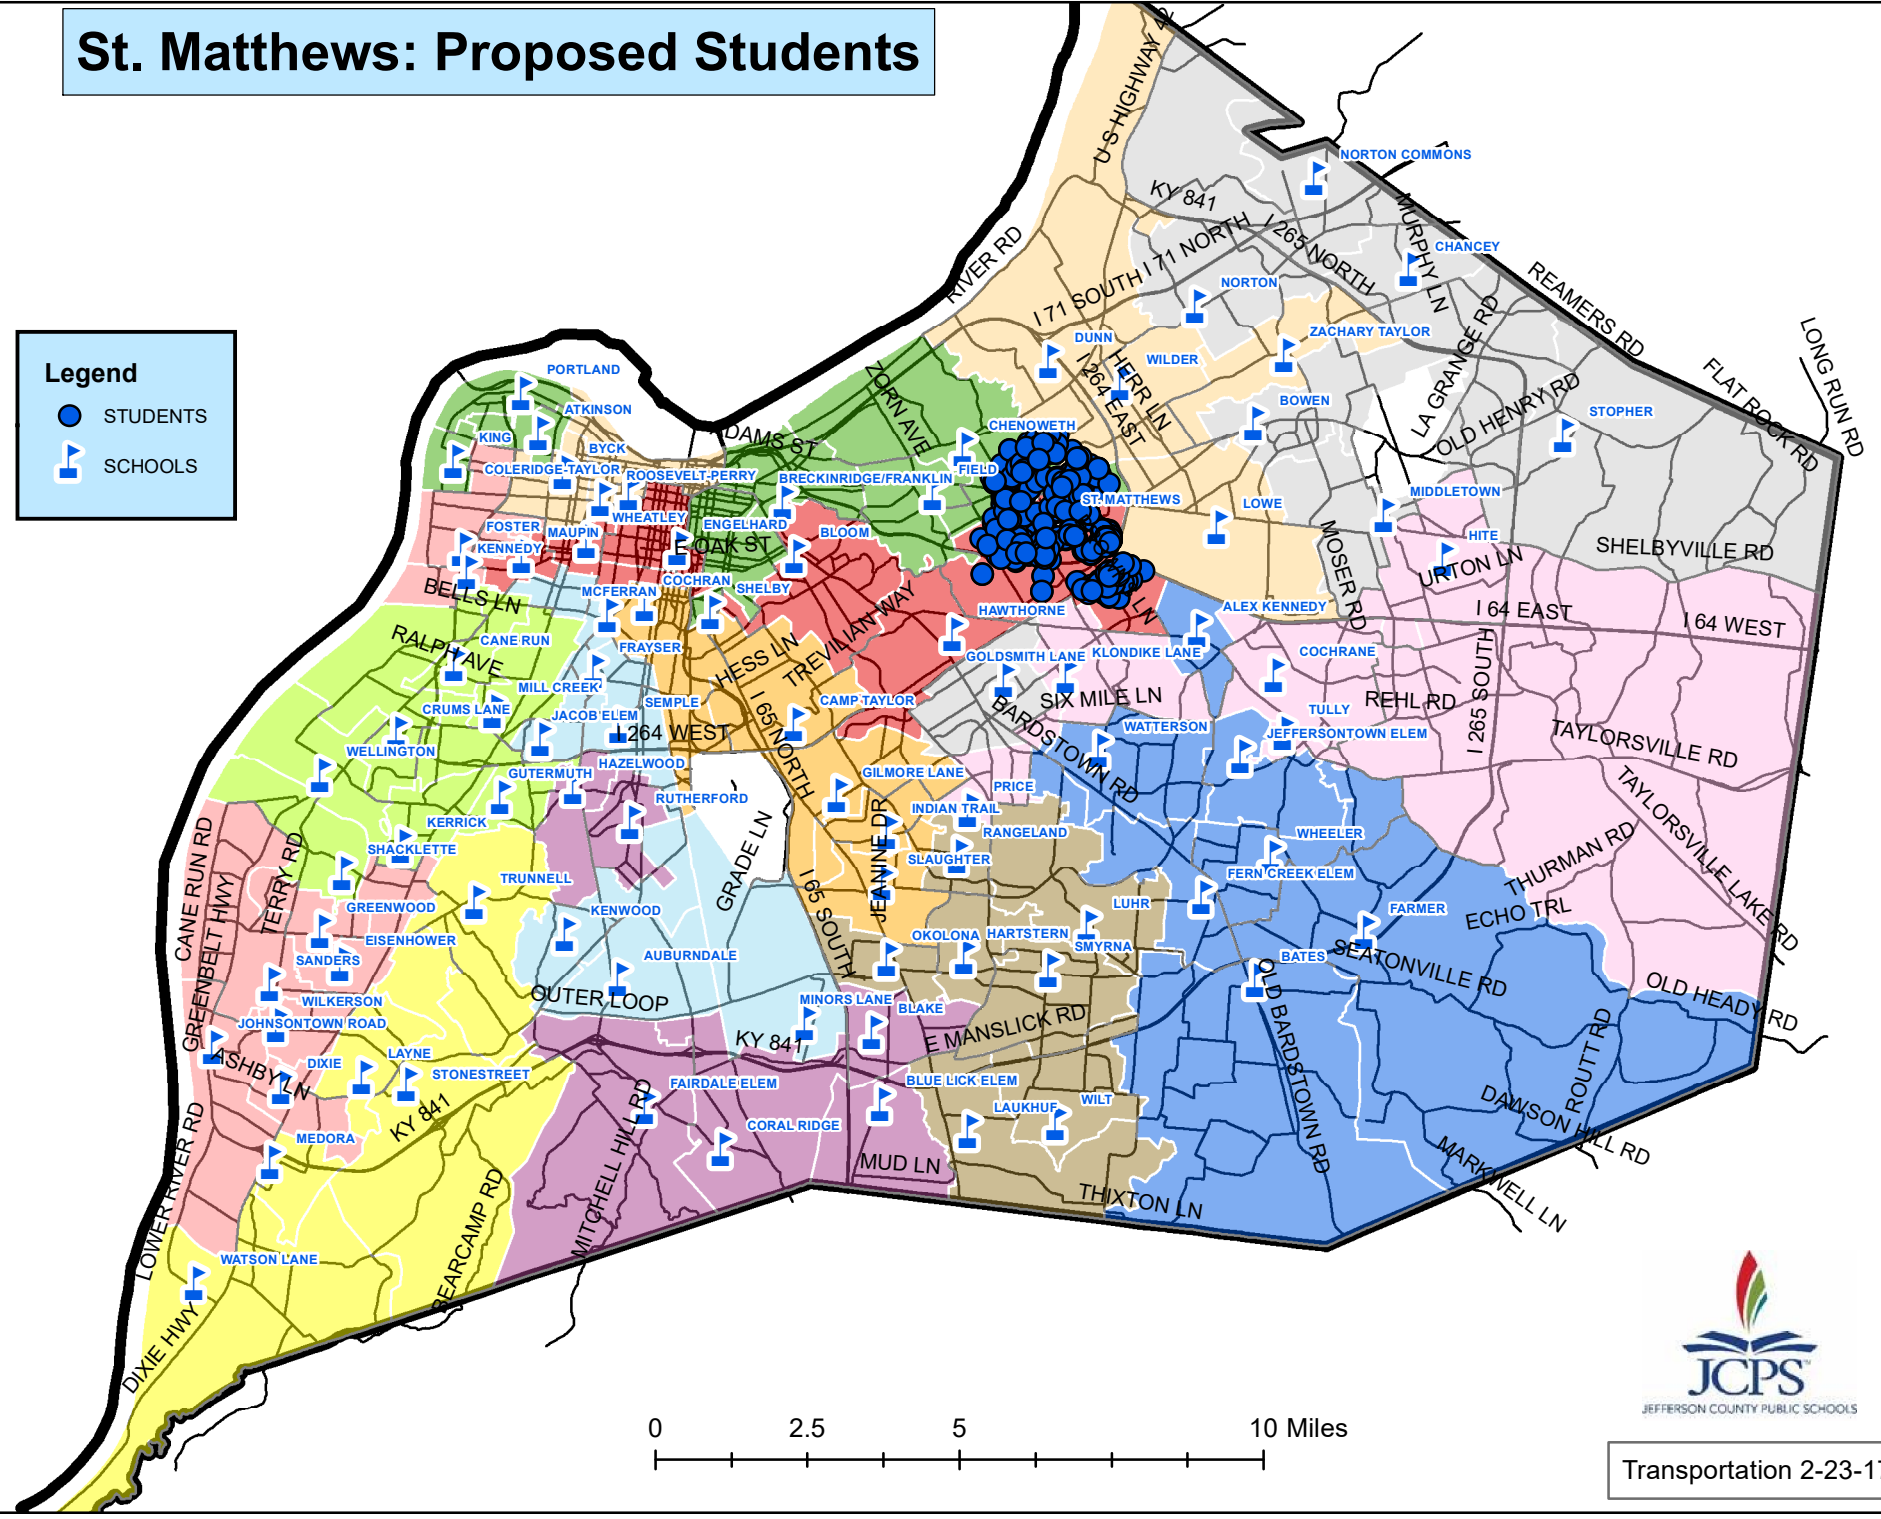 St. Matthews: Proposed Students
U S HIGHWAY 42
NORTON COMMONS
KY 841
MURPHY LN
I 71 NORTH
I 265 NORTH
CHANCEY
RIVER RD
REAMERS RD
I 71 SOUTH
NORTON
LONG RUN RD
LA GRANGE RD
ZACHARY TAYLOR
DUNN
WILDER
HERR LN
I 264 EAST
FLAT ROCK RD
Legend
STUDENTS
SCHOOLS
PORTLAND
ZORN AVE
OLD HENRY RD
BOWEN
STOPHER
ATKINSON
KING
BYCK
CHENOWETH
COLERIDGE-TAYLOR
ROOSEVELT-PERRY
BRECKINRIDGE/FRANKLIN
FIELD
ST. MATTHEWS
LOWE
MIDDLETOWN
WHEATLEY
ENGELHARD
FOSTER
MAUPIN
BLOOM
HITE
KENNEDY
E OAK ST
MOSER RD
SHELBYVILLE RD
URTON LN
BELLS LN
MCFERRAN
COCHRAN
SHELBY
HAWTHORNE
ALEX KENNEDY
I 64 EAST
I 64 WEST
RALPH AVE
CANE RUN
FRAYSER
HESS LN
TREVILIAN WAY
GOLDSMITH LANE
KLONDIKE LANE
COCHRANE
MILL CREEK
SEMPLE
CAMP TAYLOR
SIX MILE LN
REHL RD
I 265 SOUTH
CRUMS LANE
JACOB ELEM
I 264 WEST
I 65 NORTH
BARDSTOWN RD
WATTERSON
TULLY
JEFFERSONTOWN ELEM
TAYLORSVILLE RD
WELLINGTON
GUTERMUTH
HAZELWOOD
GILMORE LANE
PRICE
RUTHERFORD
INDIAN TRAIL
TAYLORSVILLE LAKE RD
KERRICK
RANGELAND
WHEELER
THURMAN RD
CANE RUN RD
TERRY RD
SHACKLETTE
GRADE LN
JEANINE DR
SLAUGHTER
FERN CREEK ELEM
TRUNNELL
I 65 SOUTH
GREENBELT HWY
GREENWOOD
KENWOOD
LUHR
FARMER
ECHO TRL
EISENHOWER
AUBURNDALE
OKOLONA
HARTSTERN
SMYRNA
BATES
SEATONVILLE RD
SANDERS
OUTER LOOP
MINORS LANE
OLD HEADY RD
WILKERSON
BLAKE
JOHNSONTOWN ROAD
KY 841
E MANSLICK RD
OLD BARDSTOWN RD
ROUTT RD
ASHBY LN
DIXIE
LAYNE
STONESTREET
FAIRDALE ELEM
BLUE LICK ELEM
DAWSON HILL RD
KY 841
MITCHELL HILL RD
LAUKHUF
WILT
LOWER RIVER RD
MEDORA
CORAL RIDGE
MARKWELL LN
MUD LN
BEARCAMP RD
THIXTON LN
WATSON LANE
DIXIE HWY
JCPS
JEFFERSON COUNTY PUBLIC SCHOOLS
0 2.5 5 10 Miles
Transportation 2-23-17